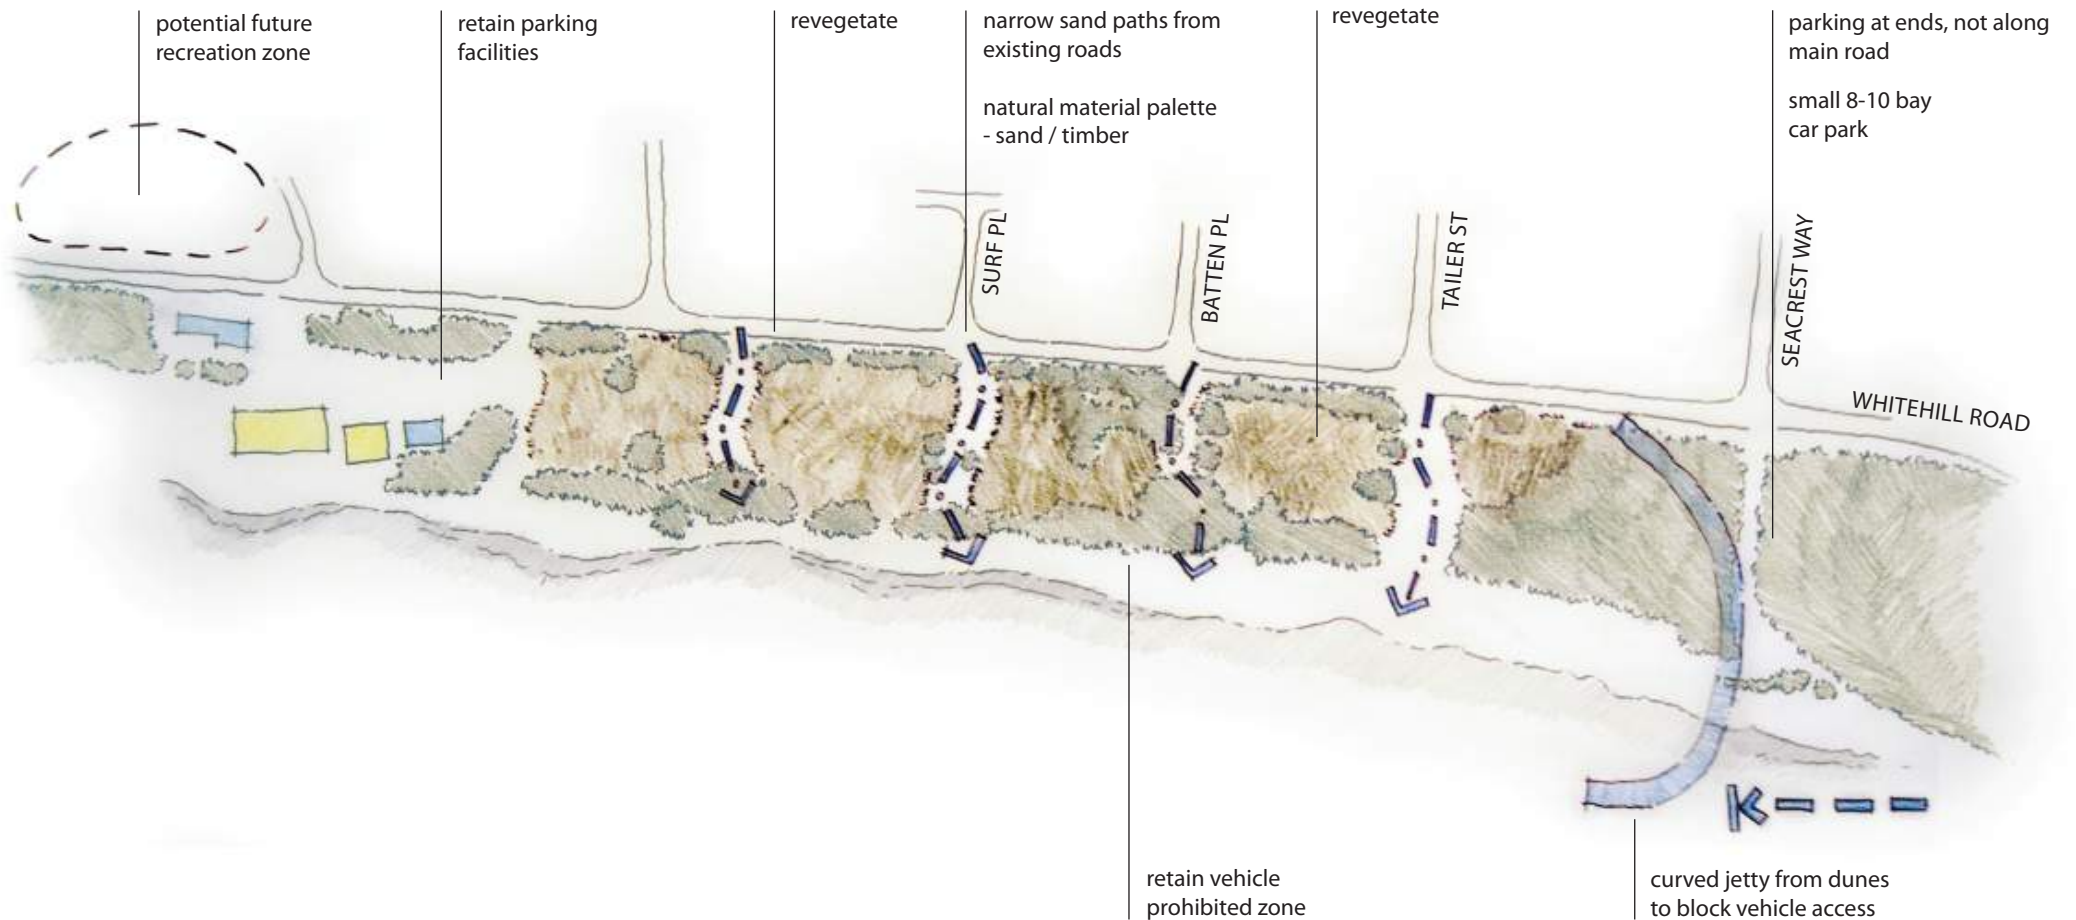 potential future
recreation zone
retain parking
facilities
revegetate
narrow sand paths from
existing roads
natural material palette
- sand / timber
revegetate
parking at ends, not along
main road
small 8-10 bay
car park
SURF PL
BATTEN PL
TAILER ST
SEACREST WAY
WHITEHILL ROAD
retain vehicle
prohibited zone
curved jetty from dunes
to block vehicle access